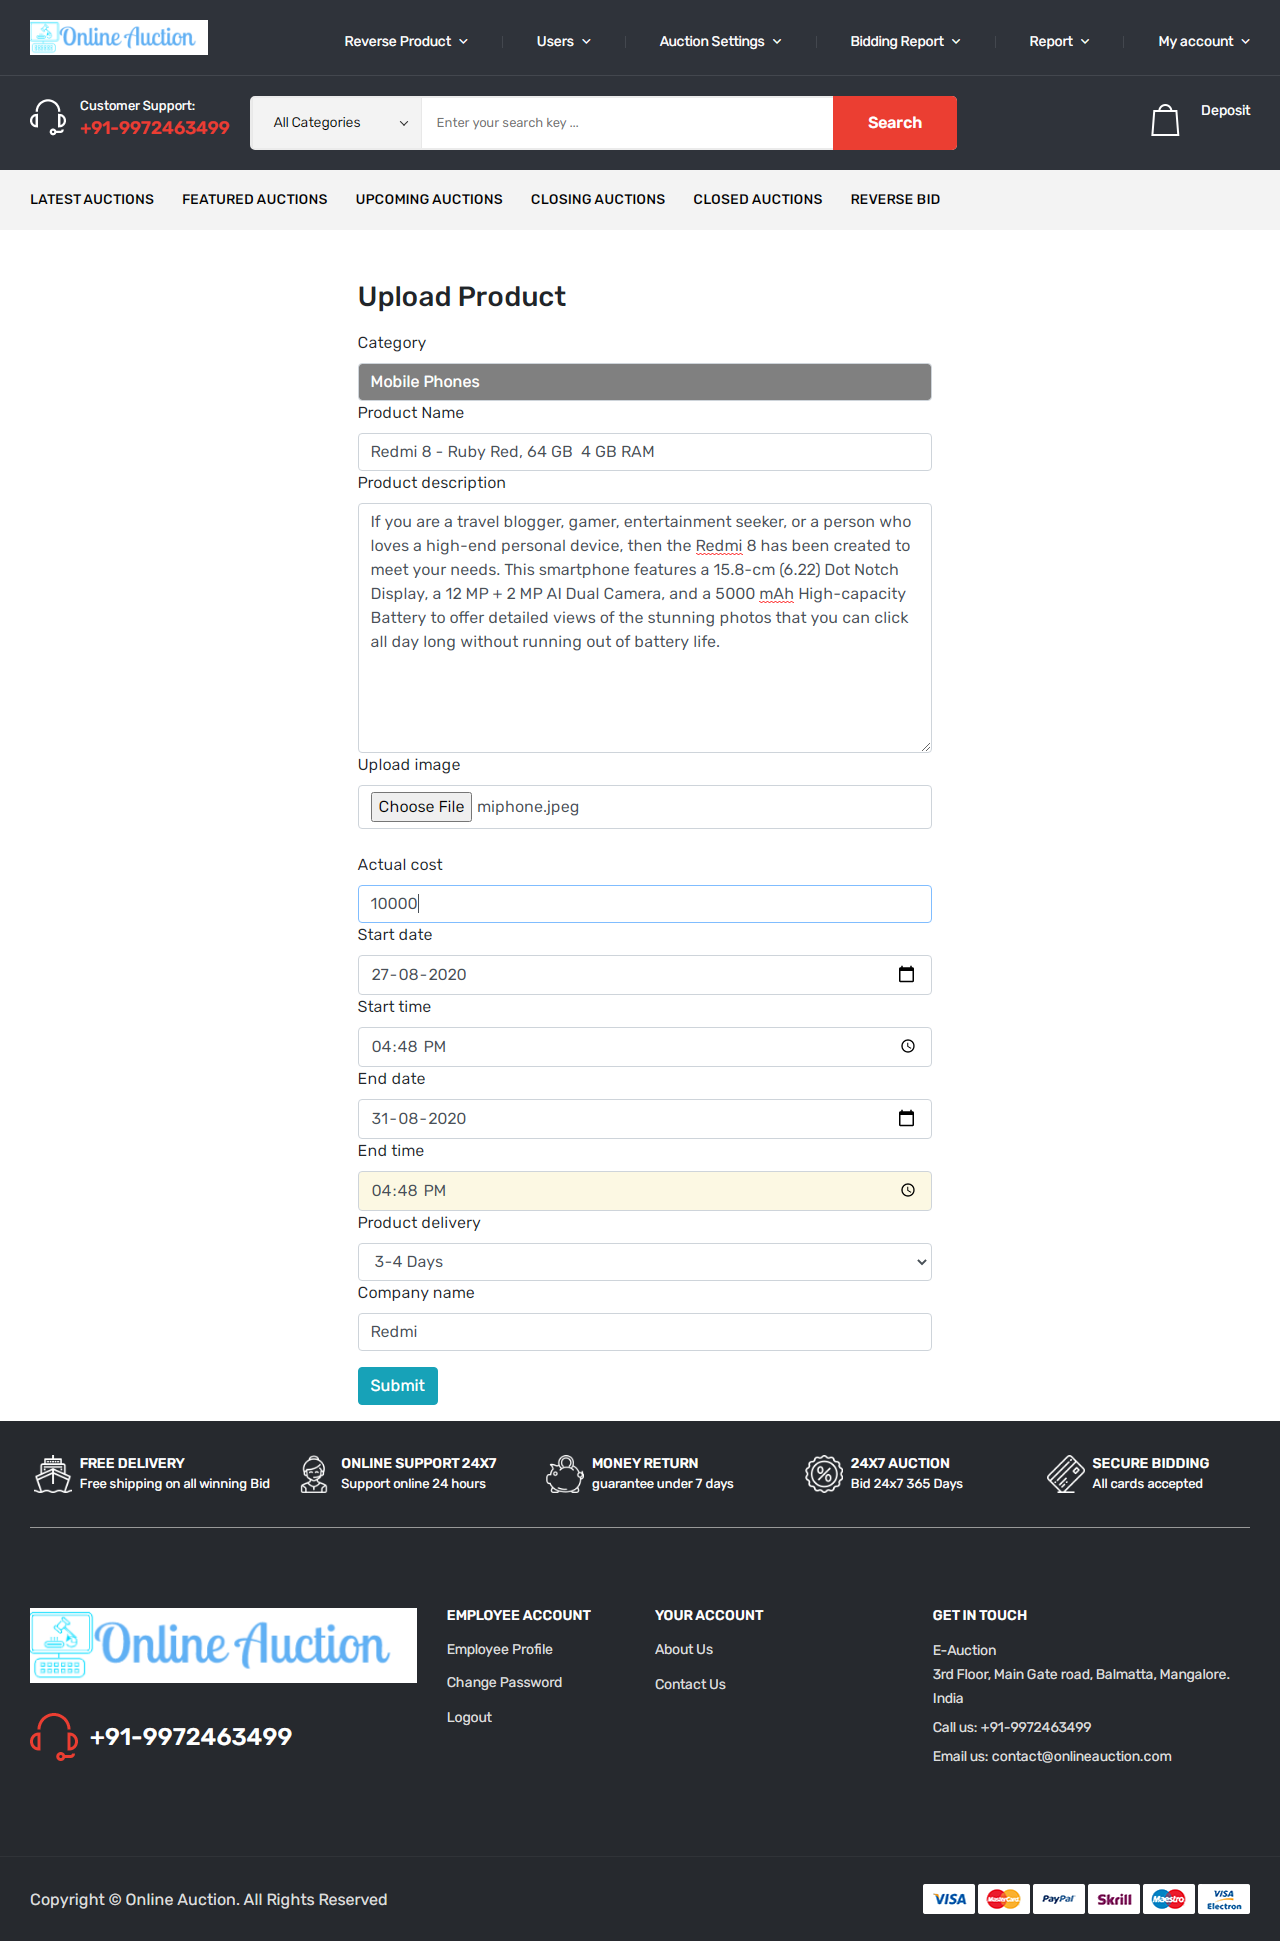 Online Auction
Reverse Product
Users
Auction Settings
Bidding Report
Report
My account
Customer Support:
+91-9972463499
All Categories
Enter your search key ...
Search
Deposit
LATEST AUCTIONS
FEATURED AUCTIONS
UPCOMING AUCTIONS
CLOSING AUCTIONS
CLOSED AUCTIONS
REVERSE BID
Upload Product
Category
Mobile Phones
Product Name
Redmi 8 - Ruby Red, 64 GB  4 GB RAM
Product description
If you are a travel blogger, gamer, entertainment seeker, or a person who
loves a high-end personal device, then the Redmi 8 has been created to
meet your needs. This smartphone features a 15.8-cm (6.22) Dot Notch
Display, a 12 MP + 2 MP AI Dual Camera, and a 5000 mAh High-capacity
Battery to offer detailed views of the stunning photos that you can click
all day long without running out of battery life.
Upload image
Choose File miphone.jpeg
Actual cost
10000
Start date
27-08-2020
Start time
04:48 PM
End date
31-08-2020
End time
04:48 PM
Product delivery
3-4 Days
Company name
Redmi
Submit
FREE DELIVERY
Free shipping on all winning Bid
ONLINE SUPPORT 24X7
Support online 24 hours
MONEY RETURN
guarantee under 7 days
24X7 AUCTION
Bid 24x7 365 Days
SECURE BIDDING
All cards accepted
Online Auction
+91-9972463499
EMPLOYEE ACCOUNT
Employee Profile
Change Password
Logout
YOUR ACCOUNT
About Us
Contact Us
GET IN TOUCH
E-Auction
3rd Floor, Main Gate road, Balmatta, Mangalore.
India
Call us: +91-9972463499
Email us: contact@onlineauction.com
Copyright © Online Auction. All Rights Reserved
VISA
MasterCard
PayPal
Skrill
Maestro
VISA
Electron